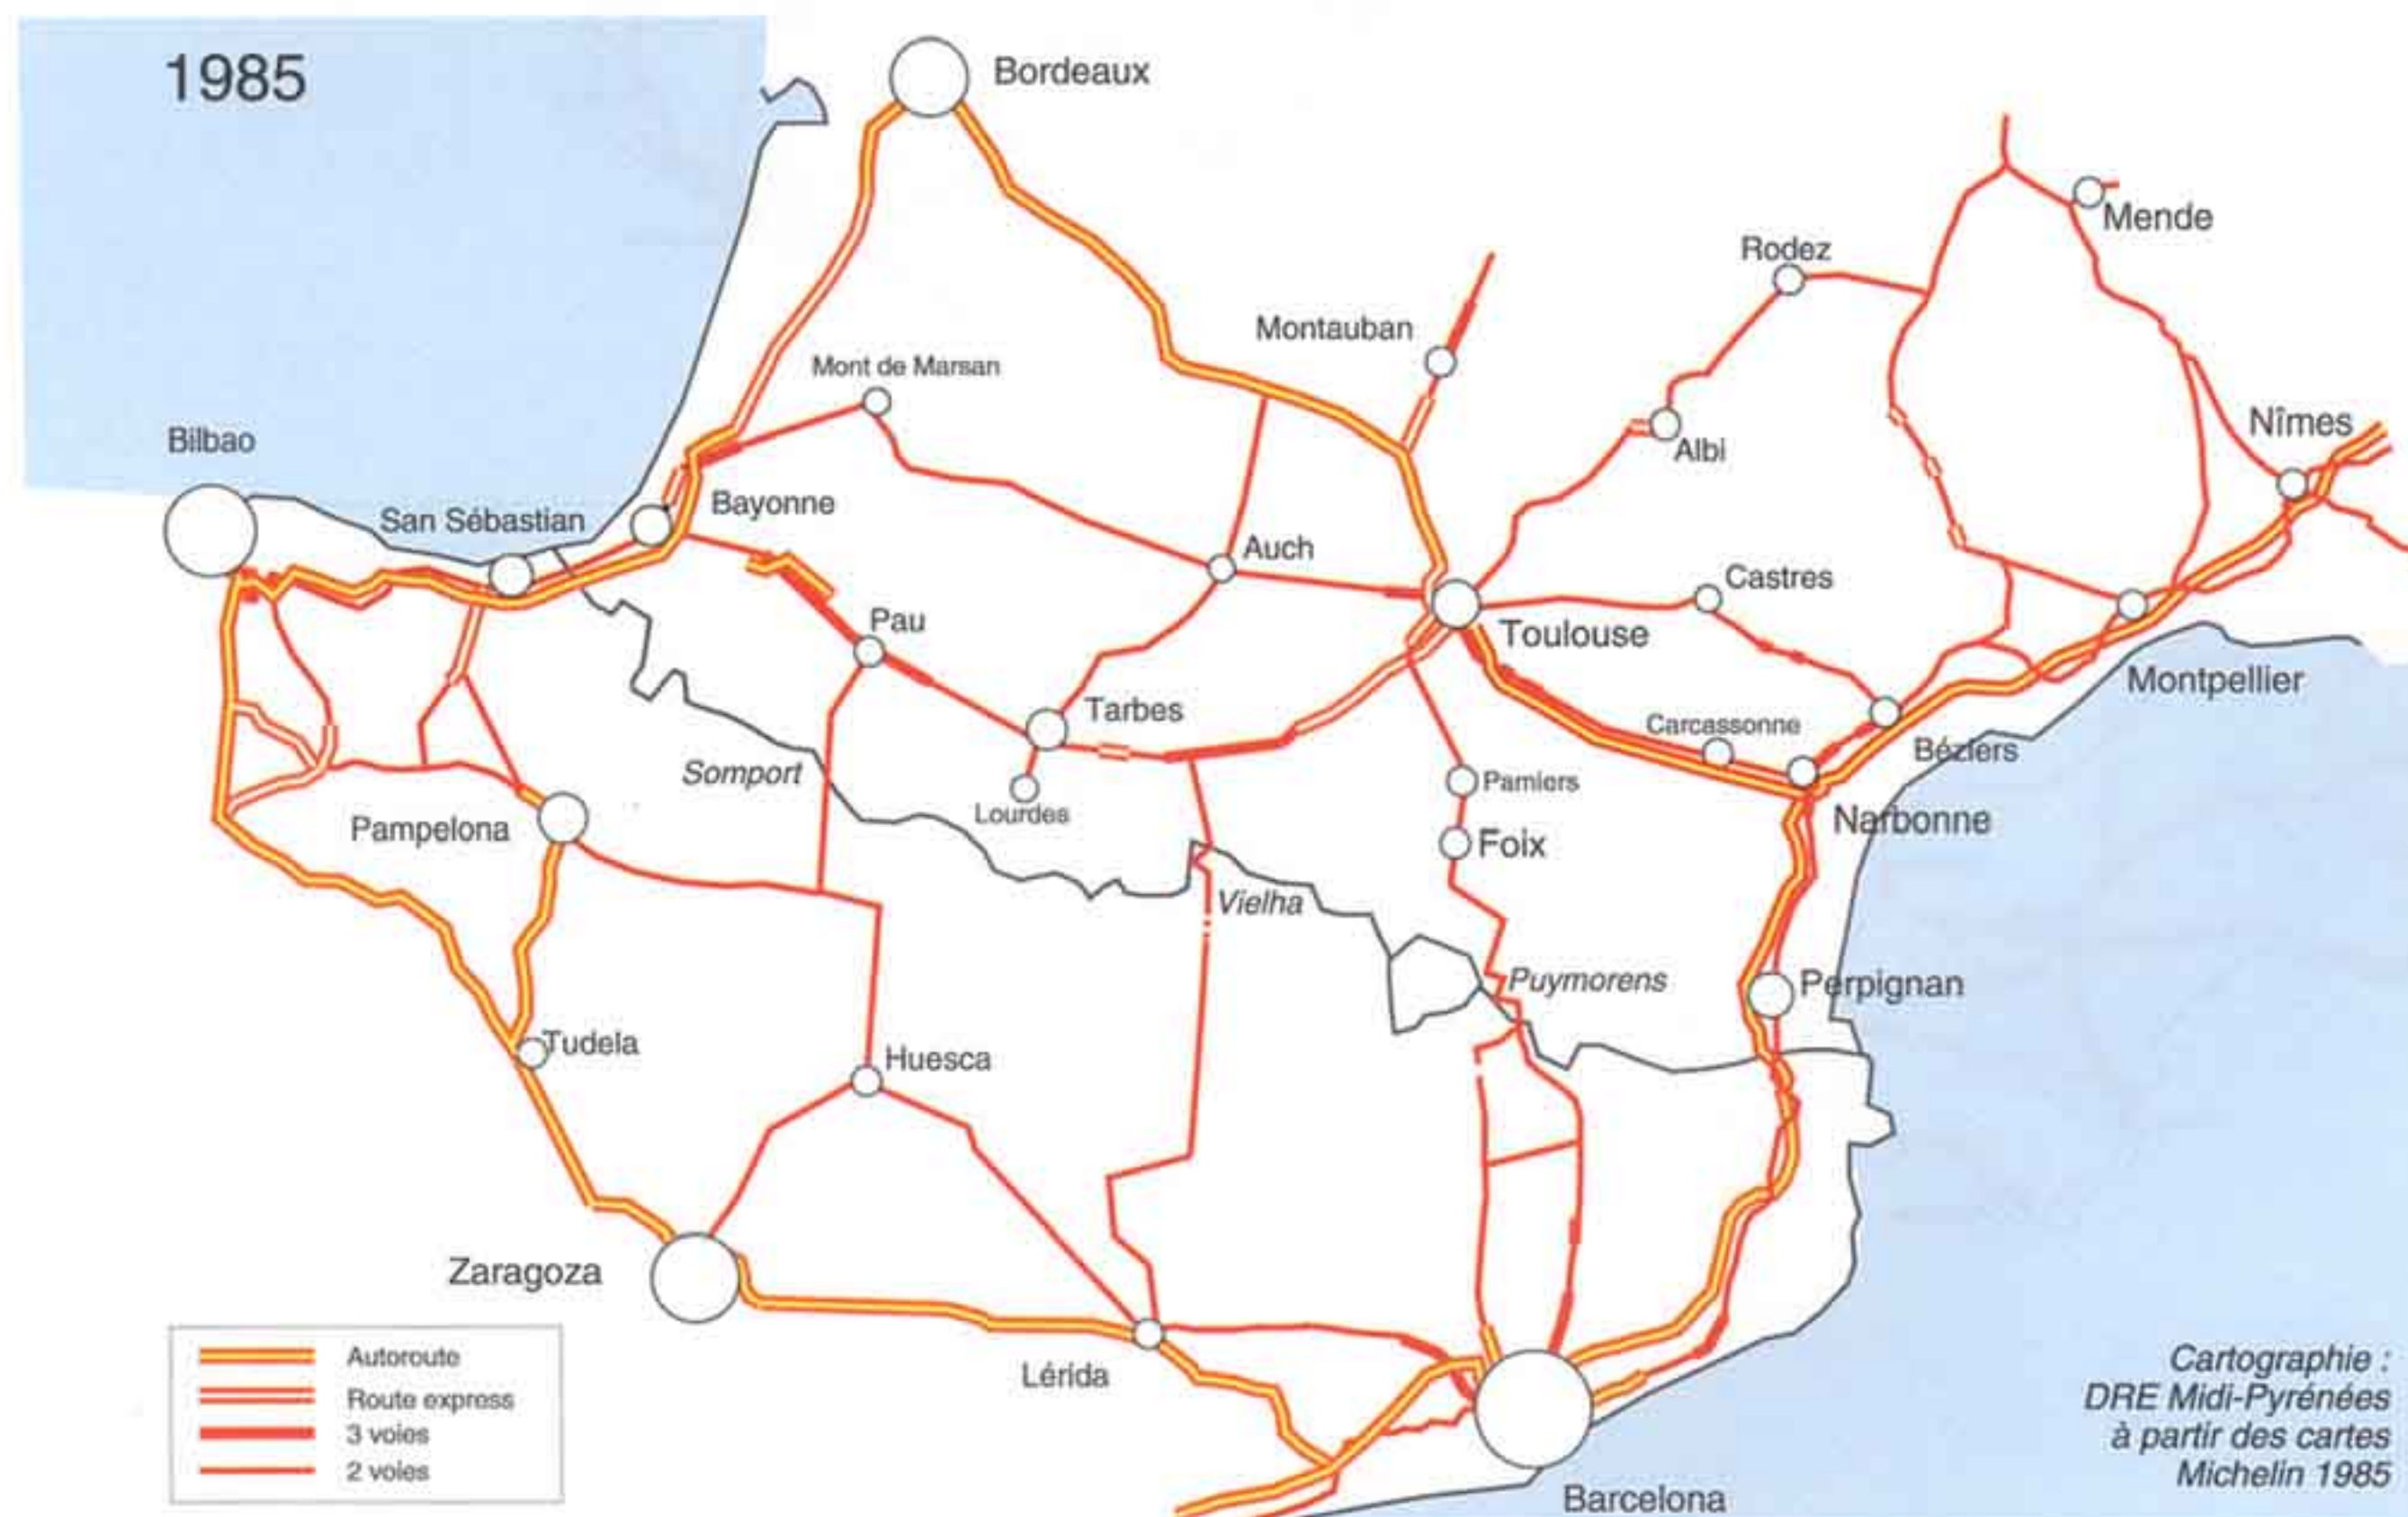 1985
Bordeaux
Mende
Rodez
Montauban
Mont de Marsan
Nîmes
Bilbao
Albi
Bayonne
San Sébastian
Auch
Castres
Pau
Toulouse
Montpellier
Tarbes
Carcassonne
Béziers
Somport
Pamiers
Lourdes
Narbonne
Pampelona
Foix
Vielha
Puymorens
Perpignan
Tudela
Huesca
Zaragoza
Lérida
Barcelona
Autoroute
Route express
3 voies
2 voies
Cartographie :
DRE Midi-Pyrénées
à partir des cartes
Michelin 1985